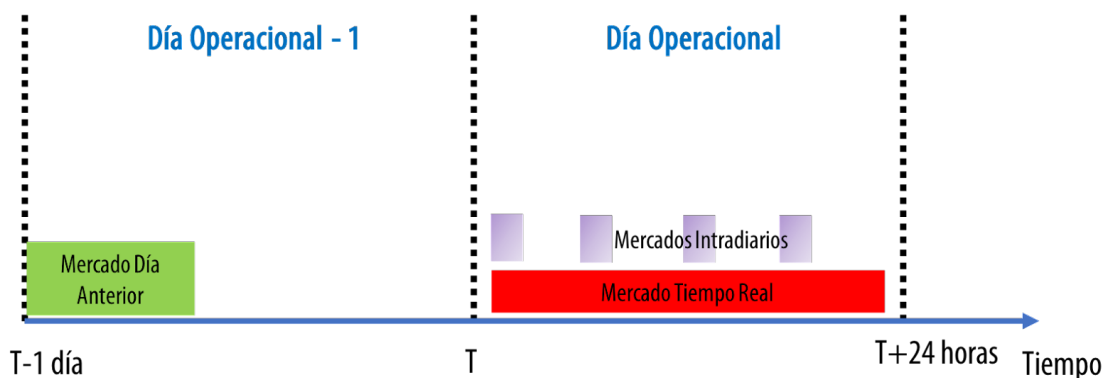 Día Operacional - 1
Día Operacional
Mercados Intradiarios
Mercado Día
Anterior
Mercado Tiempo Real
T-1 día
T
T+24 horas
Tiempo